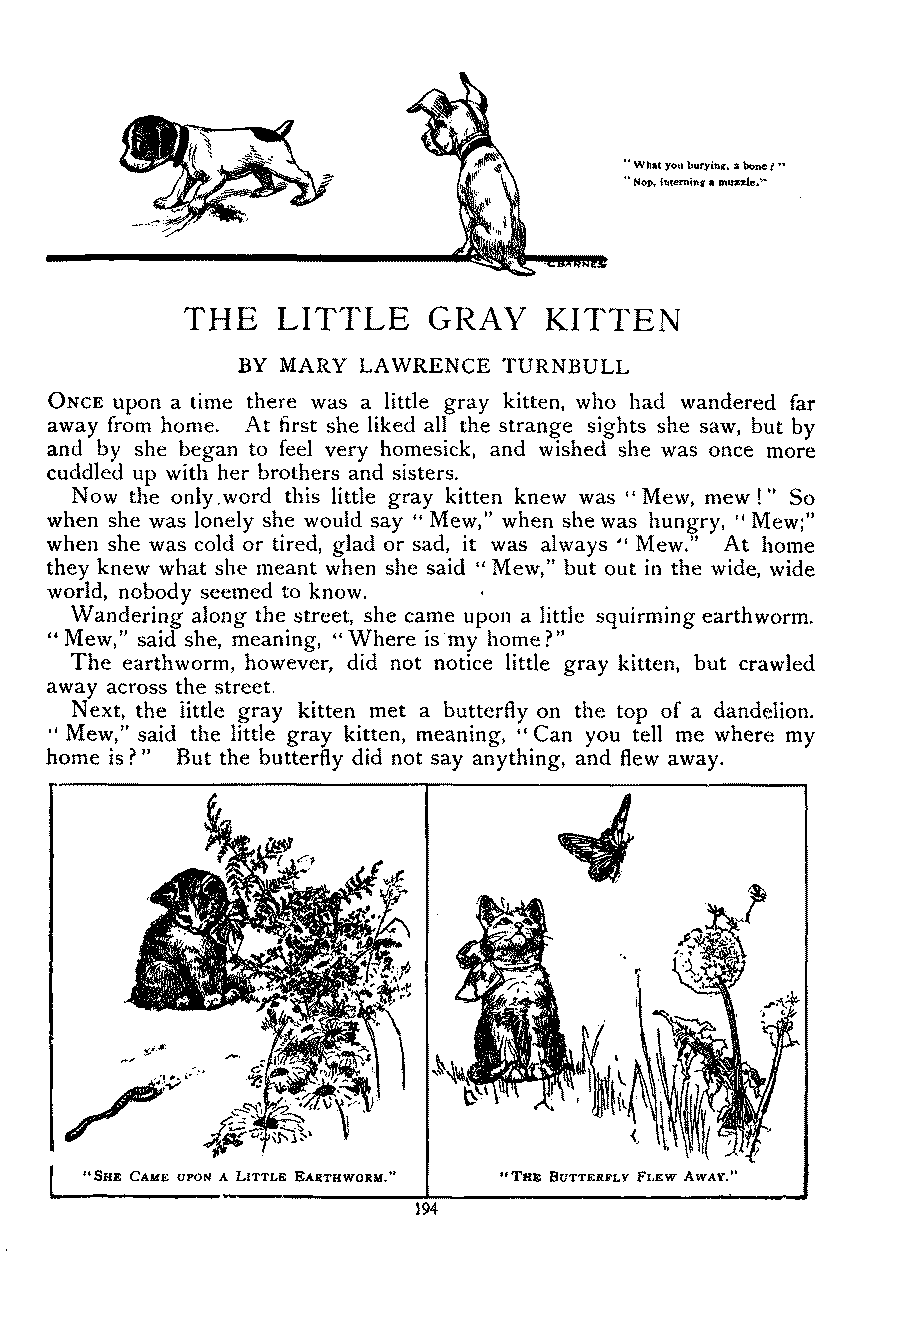 "What you burying, a bone?"
"Nop, interning a muzzle."
C. BARNES
THE LITTLE GRAY KITTEN
BY MARY LAWRENCE TURNBULL
ONCE upon a time there was a little gray kitten, who had wandered far
away from home. At first she liked all the strange sights she saw, but by
and by she began to feel very homesick, and wished she was once more
cuddled up with her brothers and sisters.
Now the only word this little gray kitten knew was "Mew, mew!" So
when she was lonely she would say "Mew," when she was hungry, "Mew;"
when she was cold or tired, glad or sad, it was always "Mew." At home
they knew what she meant when she said "Mew," but out in the wide, wide
world, nobody seemed to know.
Wandering along the street, she came upon a little squirming earthworm.
"Mew," said she, meaning, "Where is my home?"
The earthworm, however, did not notice little gray kitten, but crawled
away across the street.
Next, the little gray kitten met a butterfly on the top of a dandelion.
"Mew," said the little gray kitten, meaning, "Can you tell me where my
home is?" But the butterfly did not say anything, and flew away.
"SHE CAME UPON A LITTLE EARTHWORM."
"THE BUTTERFLY FLEW AWAY."
194